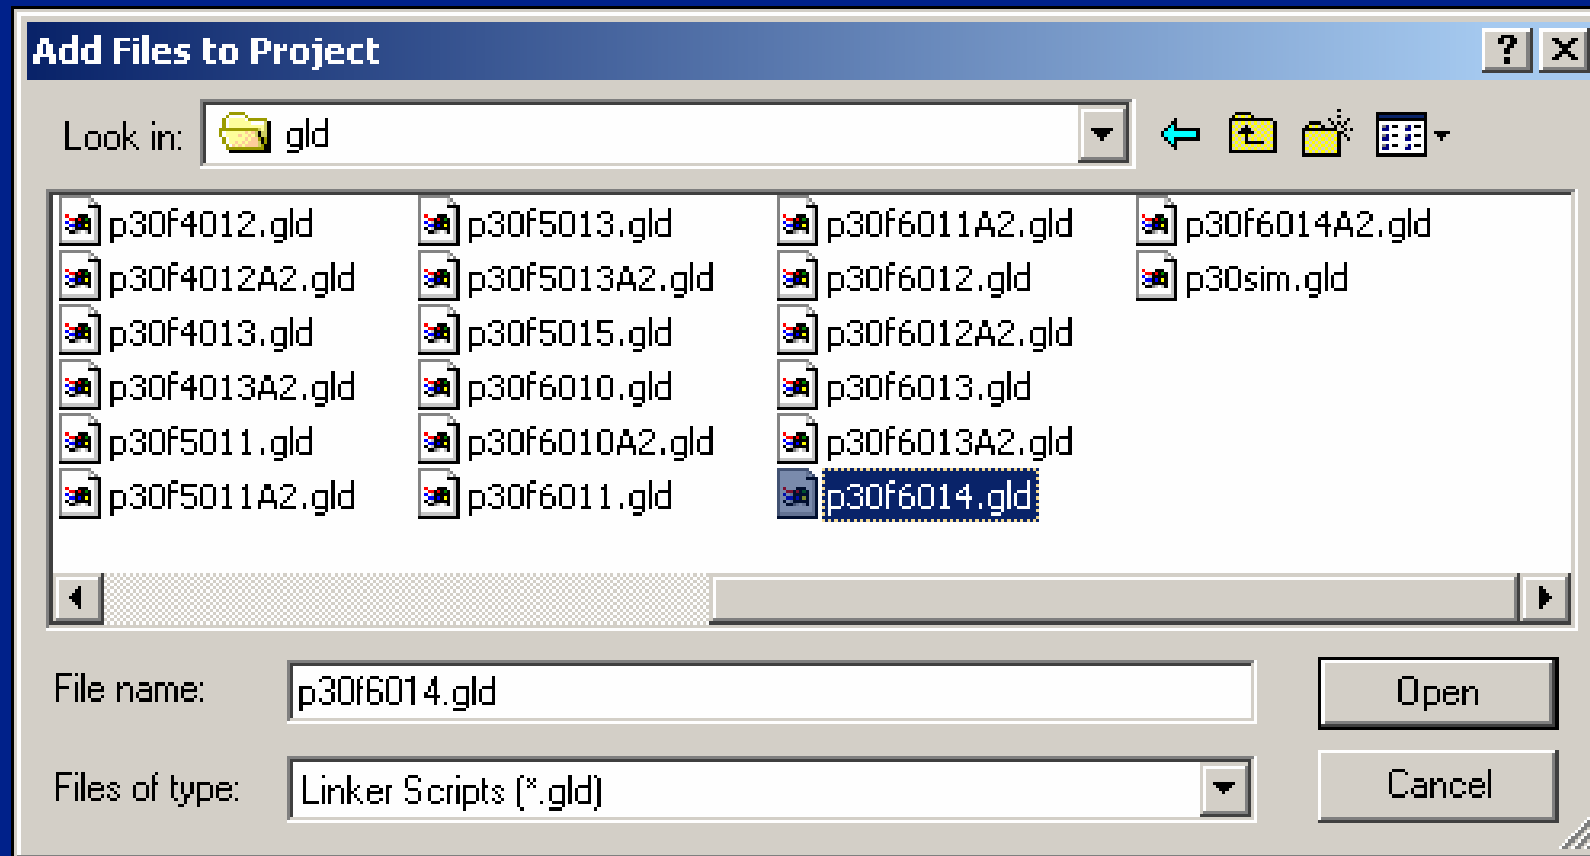 Add Files to Project
Look in: gld
p30f4012.gld p30f5013.gld p30f6011A2.gld p30f6014A2.gld
p30f4012A2.gld p30f5013A2.gld p30f6012.gld p30sim.gld
p30f4013.gld p30f5015.gld p30f6012A2.gld
p30f4013A2.gld p30f6010.gld p30f6013.gld
p30f5011.gld p30f6010A2.gld p30f6013A2.gld
p30f5011A2.gld p30f6011.gld p30f6014.gld
File name: p30f6014.gld Open
Files of type: Linker Scripts (*.gld) Cancel